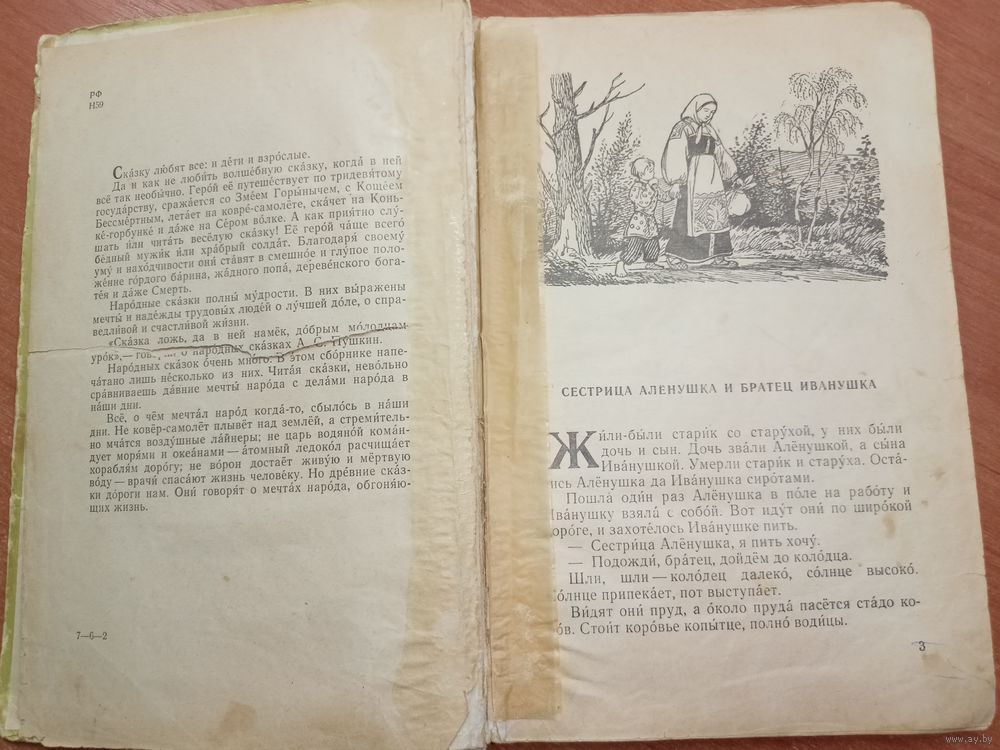 РФ
Н59
Ска́зку лю́бят все: и де́ти и взро́слые.
Да и как не люби́ть волше́бную ска́зку, когда́ в ней
всё так необы́чно. Геро́й её путеше́ствует по тридевя́тому
госуда́рству, сража́ется со Зме́ем Горы́нычем, с Коще́ем
Бессме́ртным, лета́ет на ковре́-самолёте, ска́чет на Коньке́-
ке́-горбунке́ и да́же на Се́ром во́лке. А как прия́тно слу́-
шать и́ли чита́ть весёлую ска́зку! Её геро́й ча́ще всего́
бе́дный мужи́к и́ли хра́брый солда́т. Благодаря́ своему́
уму́ и нахо́дчивости они́ ста́вят в смешно́е и глу́пое поло-
же́ние го́рдого ба́рина, жа́дного попа́, дереве́нского бога-
те́я и да́же Смерть.
Наро́дные ска́зки полны́ му́дрости. В них вы́ражены
мечты́ и наде́жды трудовы́х люде́й о лу́чшей до́ле, о спра-
ведли́вой и счастли́вой жи́зни.
«Ска́зка ложь, да в ней намёк, до́брым мо́лодцам
уро́к»,— о наро́дных ска́зках А. С. Пу́шкин.
Наро́дных ска́зок о́чень мно́го. В э́том сбо́рнике напе-
ча́тано лишь не́сколько из них. Чита́я ска́зки, нево́льно
сра́вниваешь да́вние мечты́ наро́да с дела́ми наро́да в
на́ши дни.
Всё, о чём мечта́л наро́д когда́-то, сбыло́сь в на́ши
дни. Не ковёр-самолёт плывёт над землёй, а стреми́тель-
но мча́тся возду́шные ла́йнеры; не царь водяно́й кома́н-
дует моря́ми и океа́нами — а́томный ледоко́л расчища́ет
корабля́м доро́гу; не во́рон достаёт живу́ю и мёртвую
во́ду — врачи́ спаса́ют жизнь челове́ку. Но дре́вние ска́з-
ки до́роги нам. Они́ говоря́т о мечта́х наро́да, обгоня́ю-
щих жизнь.
7—6—2
СЕСТРИЦА АЛЕНУШКА И БРАТЕЦ ИВАНУШКА
Жи́ли-бы́ли стари́к со стару́хой, у них бы́ли
дочь и сын. Дочь зва́ли Алёнушкой, а сы́на
Ива́нушкой. Умерли стари́к и стару́ха. Оста́-
лись Алёнушка да Ива́нушка сирота́ми.
Пошла́ оди́н раз Алёнушка в по́ле на рабо́ту и
Ива́нушку взяла́ с собо́й. Вот иду́т они́ по широ́кой
доро́ге, и захоте́лось Ива́нушке пить.
— Сестри́ца Алёнушка, я пить хочу́.
— Подожди́, бра́тец, дойдём до коло́дца.
Шли, шли — коло́дец далеко́, со́лнце высоко́.
Со́лнце припека́ет, пот выступа́ет.
Ви́дят они́ пруд, а о́коло пруда́ пасётся ста́до ко-
ро́в. Стои́т коро́вье копы́тце, полно́ води́цы.
3
www.ay.by